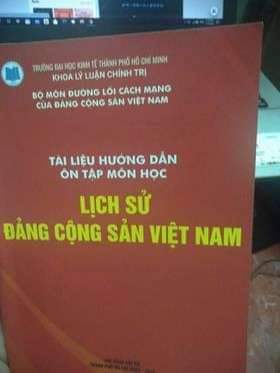 TRƯỜNG ĐẠI HỌC KINH TẾ THÀNH PHỐ HỒ CHÍ MINH
KHOA LÝ LUẬN CHÍNH TRỊ
BỘ MÔN ĐƯỜNG LỐI CÁCH MẠNG
CỦA ĐẢNG CỘNG SẢN VIỆT NAM
TÀI LIỆU HƯỚNG DẪN
ÔN TẬP MÔN HỌC
LỊCH SỬ
ĐẢNG CỘNG SẢN VIỆT NAM